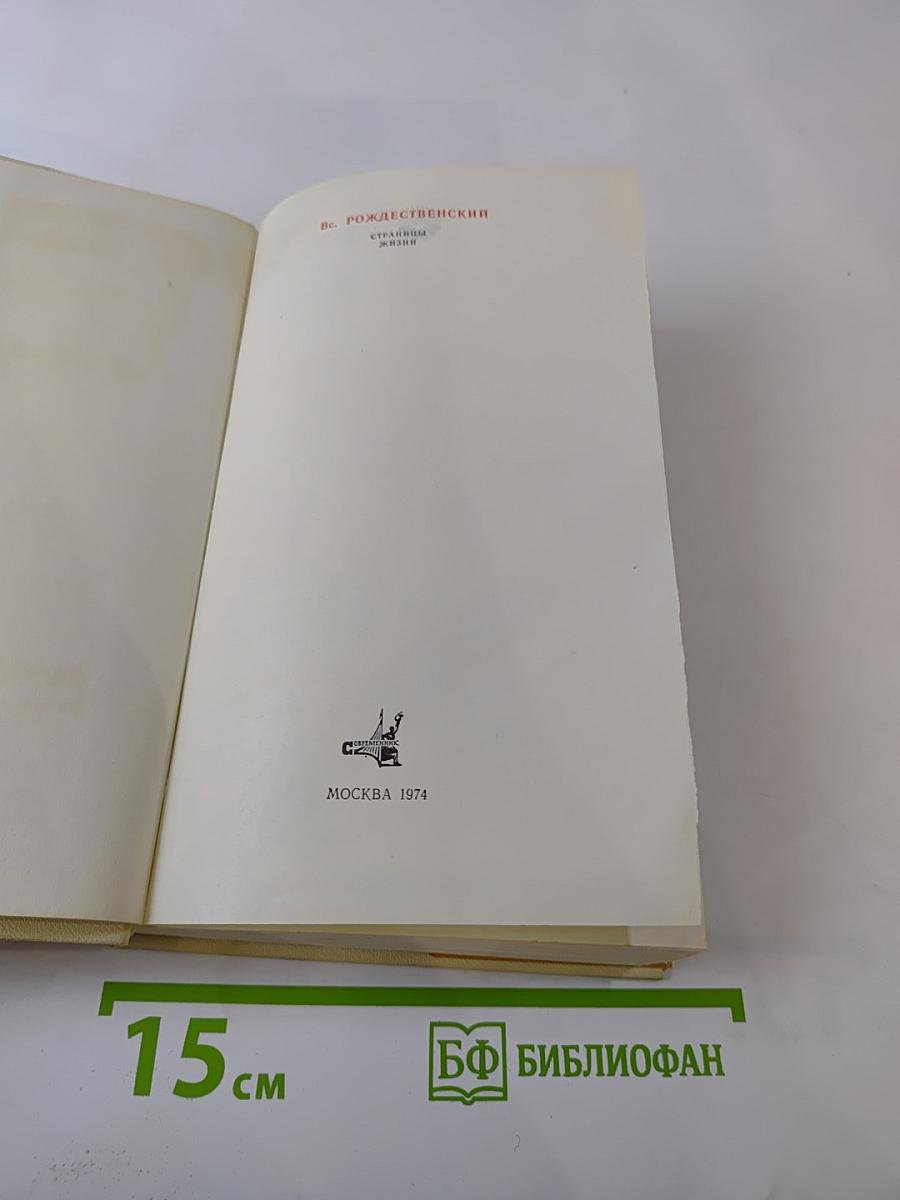 Вс. РОЖДЕСТВЕНСКИЙ
СТРАНИЦЫ
ЖИЗНИ
СОВРЕМЕННИК
МОСКВА 1974
15 см
БФ БИБЛИОФАН